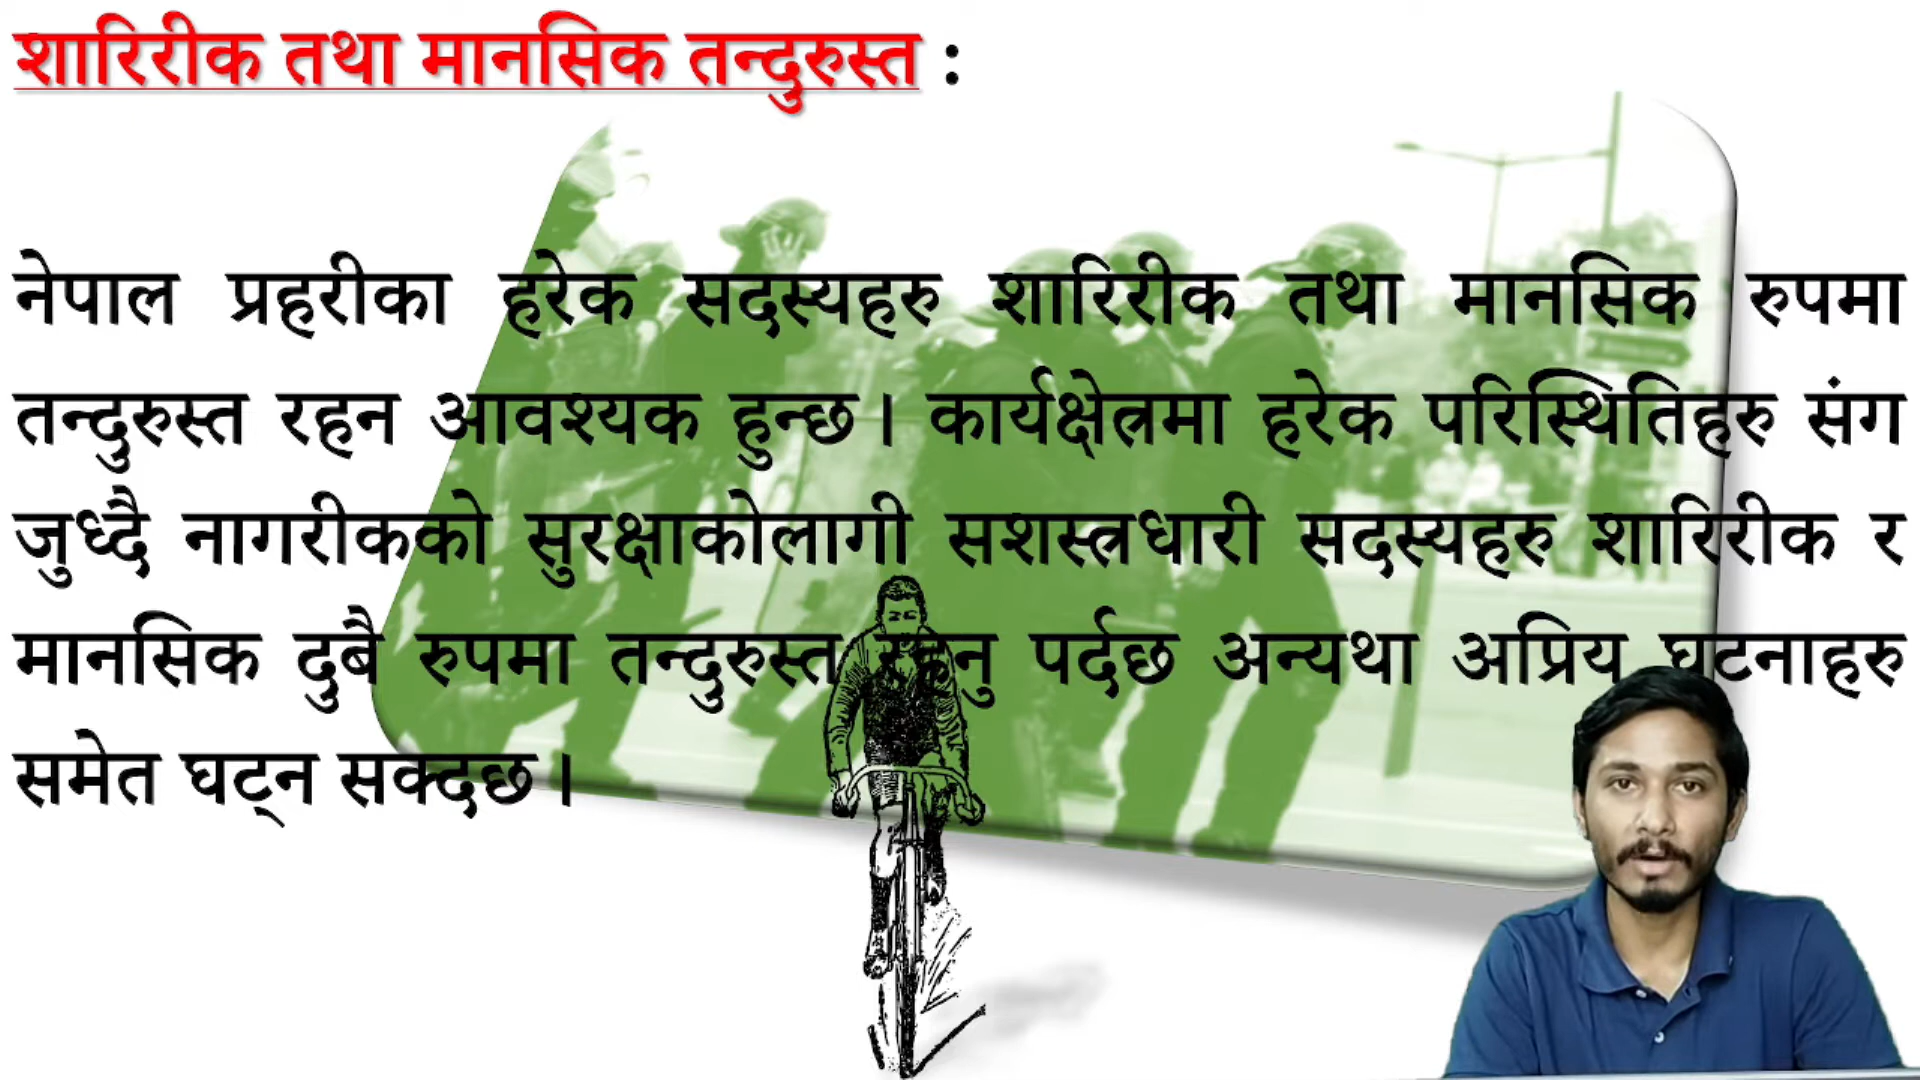 शारिरीक तथा मानसिक तन्दुरुस्त :
नेपाल प्रहरीका हरेक सदस्यहरु शारिरीक तथा मानसिक रुपमा
तन्दुरुस्त रहन आवश्यक हुन्छ । कार्यक्षेत्रमा हरेक परिस्थितिहरु संग
जुध्दै नागरीकको सुरक्षाकोलागी सशस्त्रधारी सदस्यहरु शारिरीक र
मानसिक दुबै रुपमा तन्दुरुस्त रहनु पर्दछ अन्यथा अप्रिय घटनाहरु
समेत घट्न सक्दछ ।